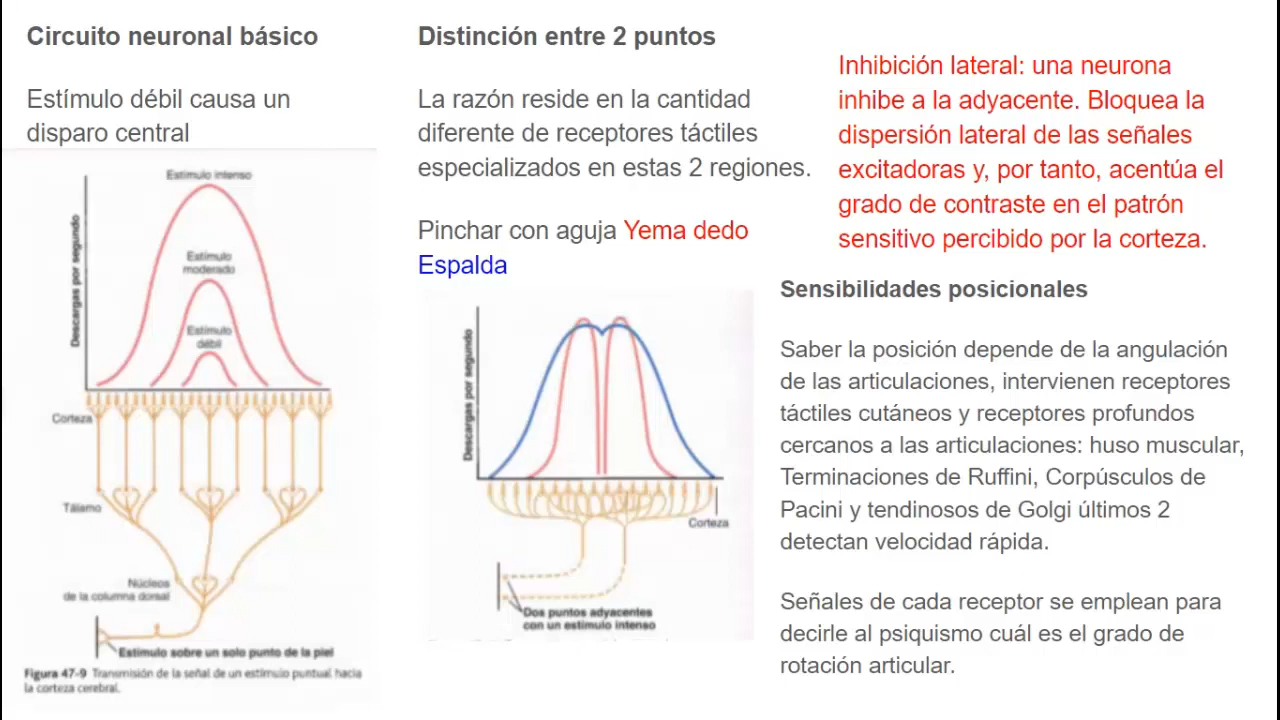 Circuito neuronal básico
Estímulo débil causa un
disparo central
Estímulo intenso
Estímulo
moderado
Estímulo
débil
Descargas por segundo
Corteza
Tálamo
Núcleos
de la columna dorsal
Estímulo sobre un solo punto de la piel
Figura 47-9 Transmisión de la señal de un estímulo puntual hacia
la corteza cerebral.
Distinción entre 2 puntos
La razón reside en la cantidad
diferente de receptores táctiles
especializados en estas 2 regiones.
Pinchar con aguja Yema dedo
Espalda
Descargas por segundo
Corteza
Dos puntos adyacentes
con un estímulo intenso
Inhibición lateral: una neurona
inhibe a la adyacente. Bloquea la
dispersión lateral de las señales
excitadoras y, por tanto, acentúa el
grado de contraste en el patrón
sensitivo percibido por la corteza.
Sensibilidades posicionales
Saber la posición depende de la angulación
de las articulaciones, intervienen receptores
táctiles cutáneos y receptores profundos
cercanos a las articulaciones: huso muscular,
Terminaciones de Ruffini, Corpúsculos de
Pacini y tendinosos de Golgi últimos 2
detectan velocidad rápida.
Señales de cada receptor se emplean para
decirle al psiquismo cuál es el grado de
rotación articular.